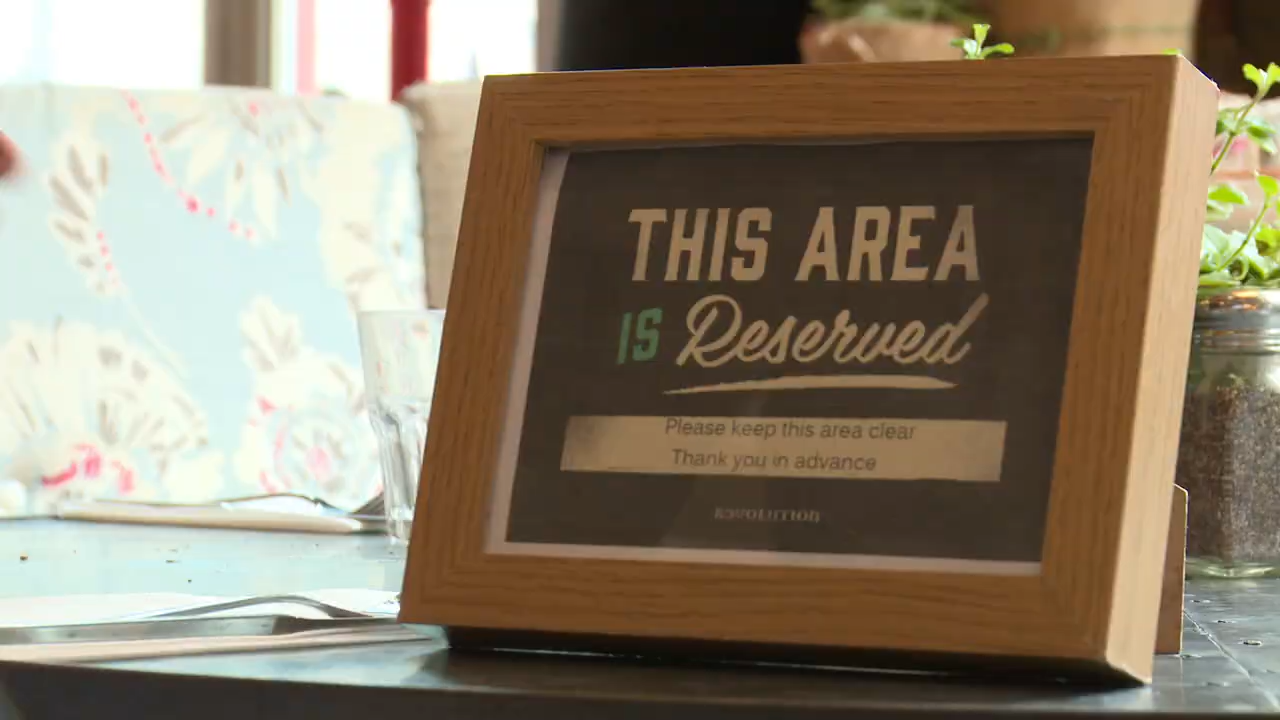 THIS AREA
IS Reserved
Please keep this area clear
Thank you in advance
REVOLUTION